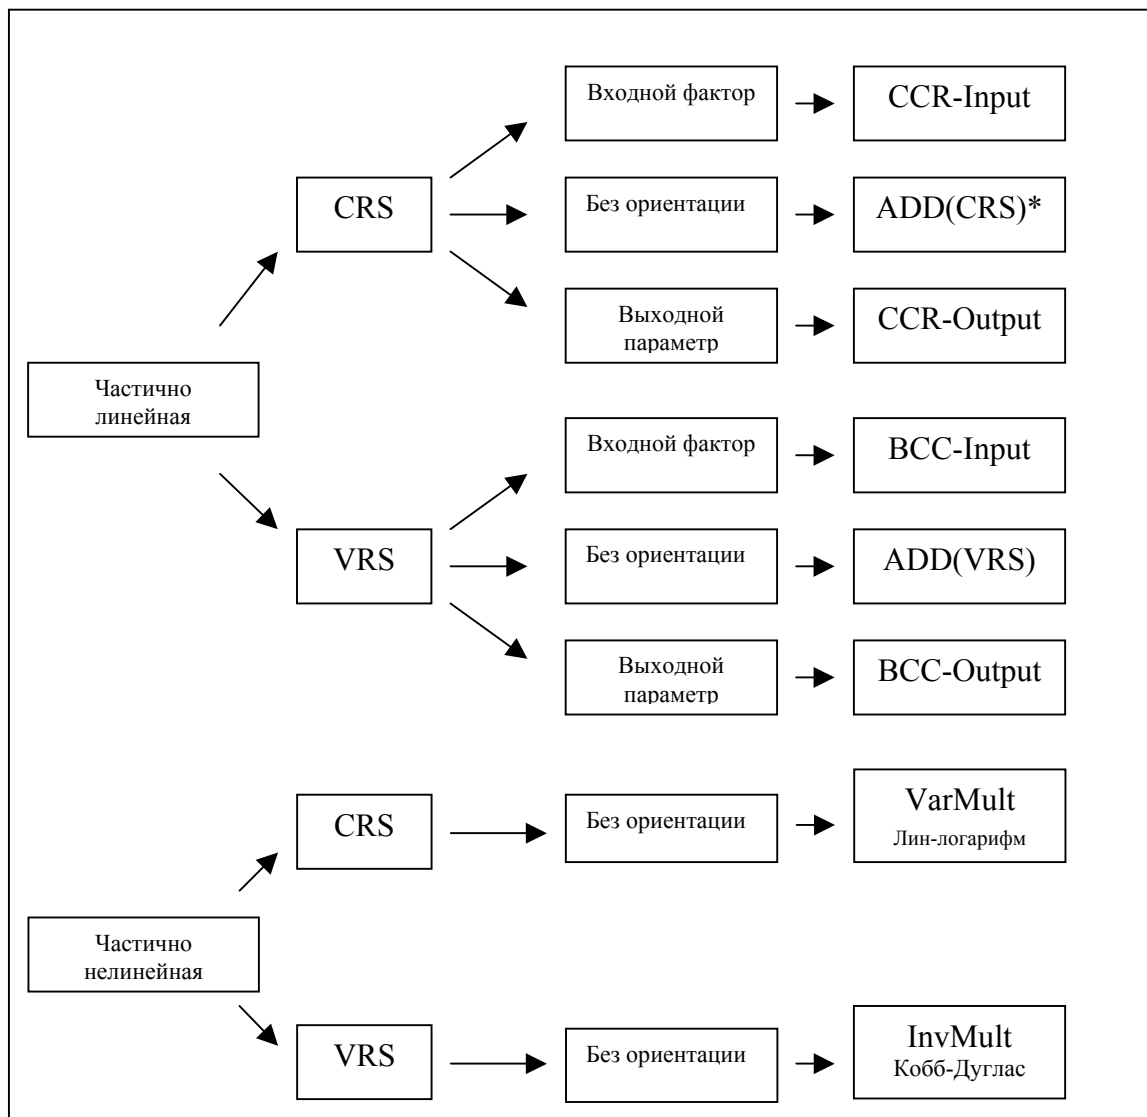 Входной фактор
CCR-Input
CRS
Без ориентации
ADD(CRS)*
Выходной
параметр
CCR-Output
Частично
линейная
Входной фактор
BCC-Input
VRS
Без ориентации
ADD(VRS)
Выходной
параметр
BCC-Output
CRS
Без ориентации
VarMult
Лин-логарифм
Частично
нелинейная
VRS
Без ориентации
InvMult
Кобб-Дуглас